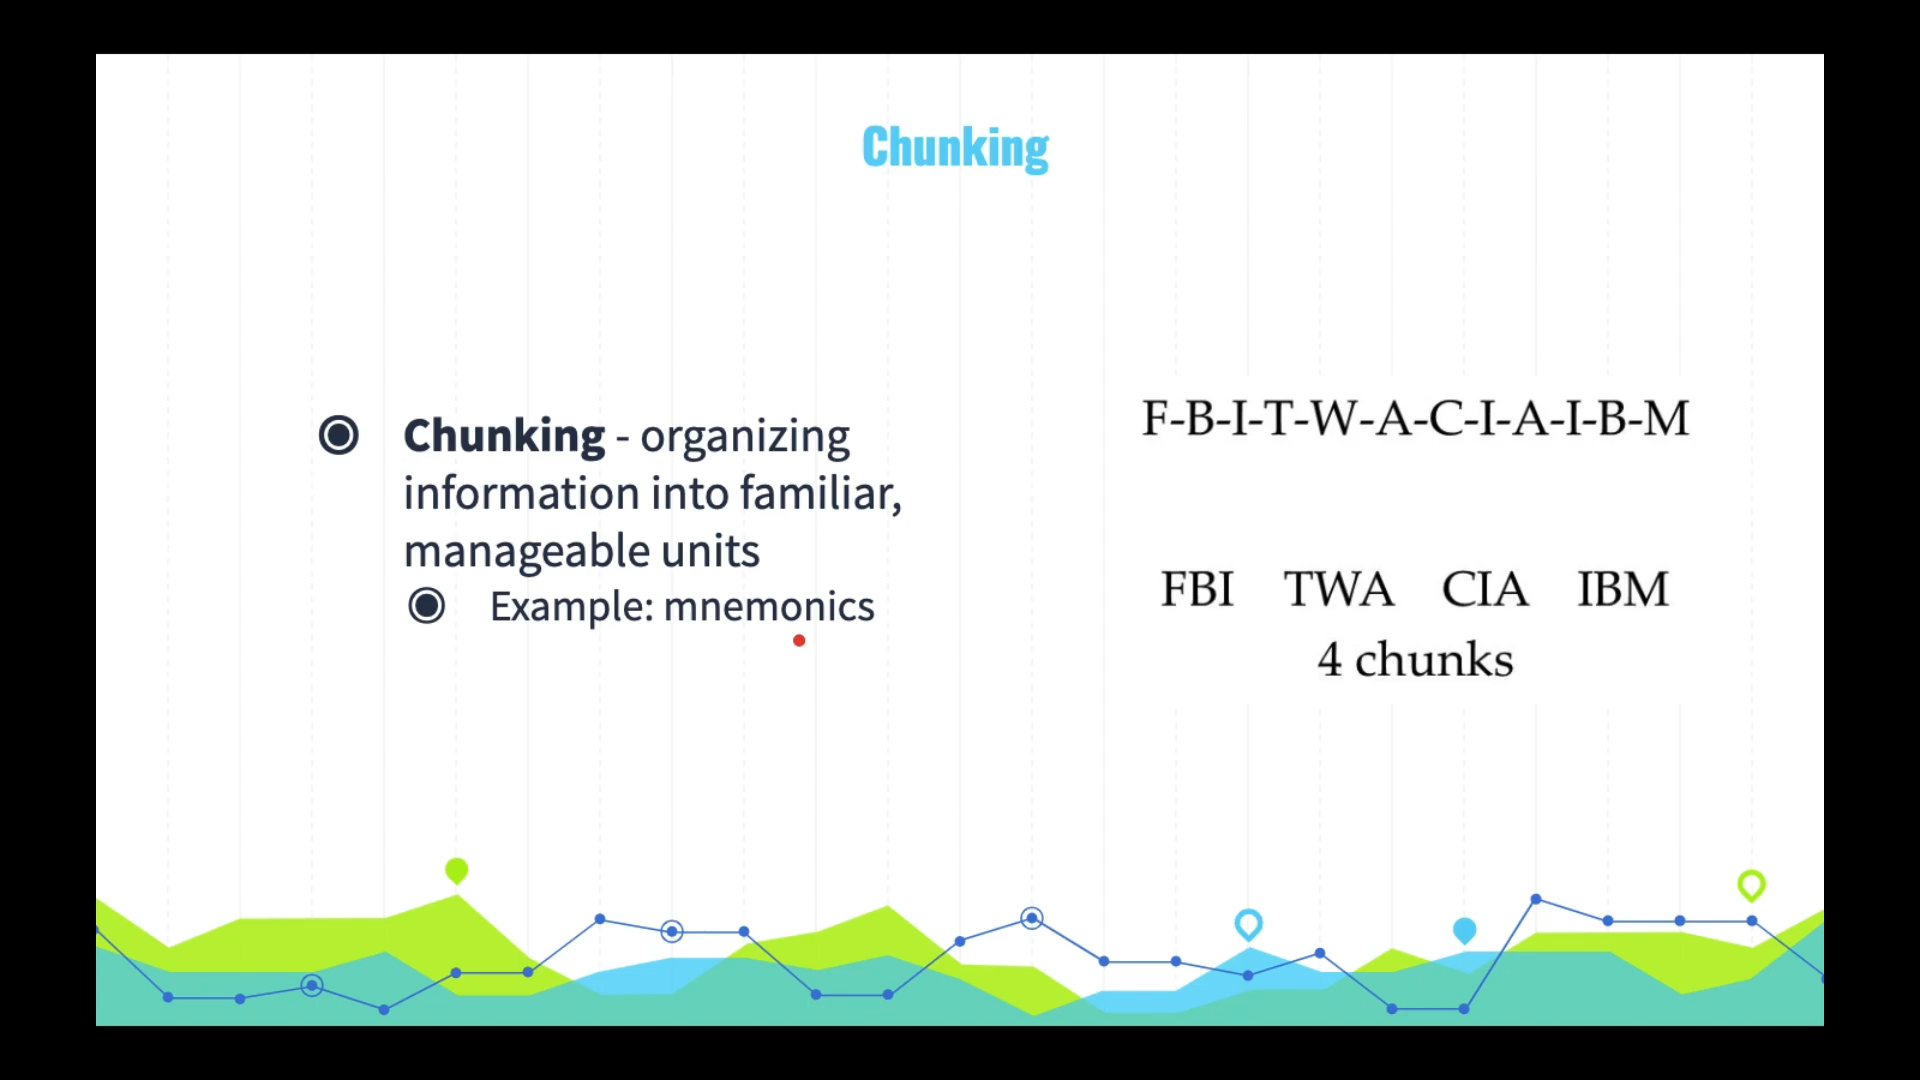 Chunking
Chunking - organizing
information into familiar,
manageable units
Example: mnemonics
F-B-I-T-W-A-C-I-A-I-B-M
FBI TWA CIA IBM
4 chunks